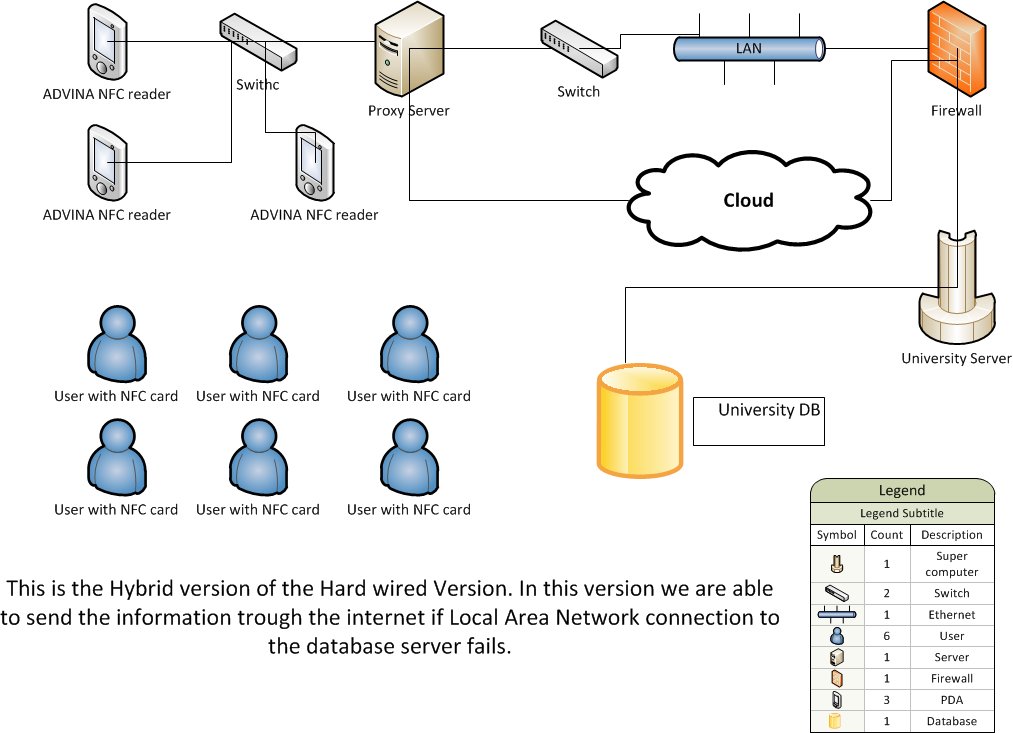 ADVINA NFC reader
Swithc
Proxy Server
Switch
LAN
Firewall
ADVINA NFC reader
ADVINA NFC reader
Cloud
University Server
User with NFC card
User with NFC card
User with NFC card
University DB
User with NFC card
User with NFC card
User with NFC card
Legend
Legend Subtitle
Symbol Count Description
1 Super
computer
2 Switch
1 Ethernet
6 User
1 Server
1 Firewall
3 PDA
1 Database
This is the Hybrid version of the Hard wired Version. In this version we are able
to send the information trough the internet if Local Area Network connection to
the database server fails.